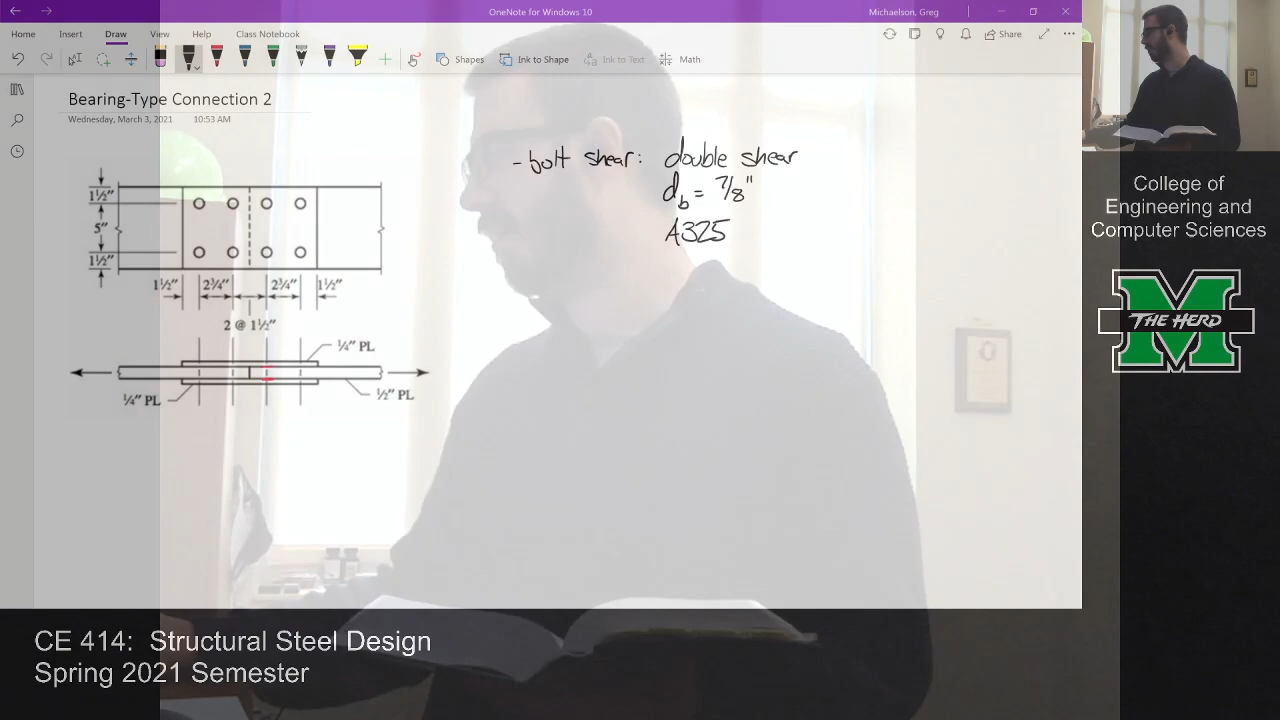 OneNote for Windows 10
Michaelson, Greg
Home Insert Draw View Help Class Notebook
Share
Shapes Ink to Shape Ink to Text Math
Bearing-Type Connection 2
Wednesday, March 3, 2021 10:53 AM
- bolt shear: double shear
d_b = 7/8"
A325
1½"
5"
1½"
1½" 2¾" 2¾" 1½"
2 @ 1½"
¼" PL
¼" PL
½" PL
College of
Engineering and
Computer Sciences
THE HERD
CE 414: Structural Steel Design
Spring 2021 Semester